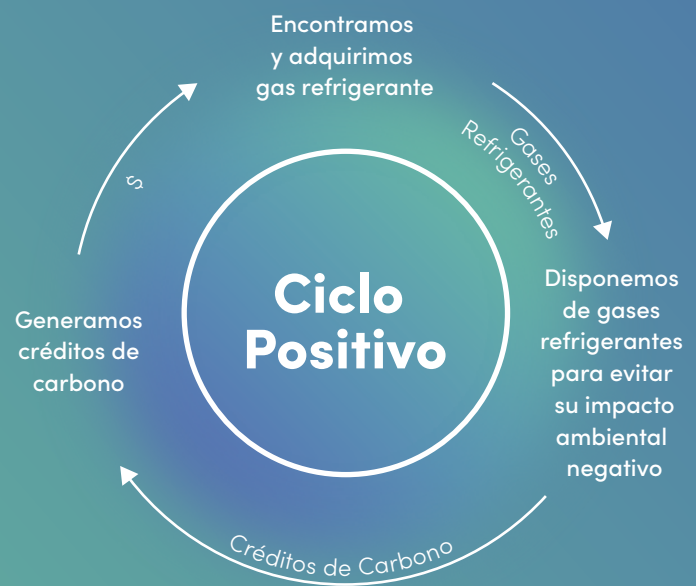 Encontramos
y adquirimos
gas refrigerante
Gases
Refrigerantes
Disponemos
de gases
refrigerantes
para evitar
su impacto
ambiental
negativo
Créditos de Carbono
Generamos
créditos de
carbono
$
Ciclo
Positivo